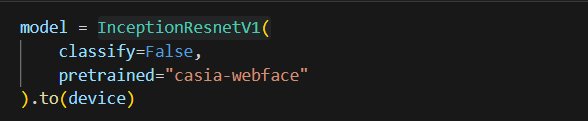 model = InceptionResnetV1(
    classify=False,
    pretrained="casia-webface"
).to(device)